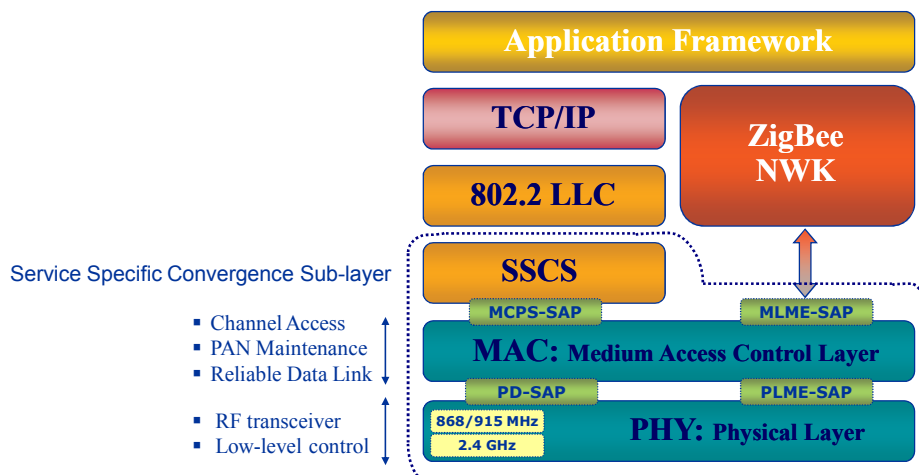 Application Framework
TCP/IP
ZigBee
NWK
802.2 LLC
Service Specific Convergence Sub-layer
SSCS
MCPS-SAP
MLME-SAP
▪ Channel Access
▪ PAN Maintenance
▪ Reliable Data Link
MAC: Medium Access Control Layer
PD-SAP
PLME-SAP
▪ RF transceiver
▪ Low-level control
868/915 MHz
2.4 GHz
PHY: Physical Layer